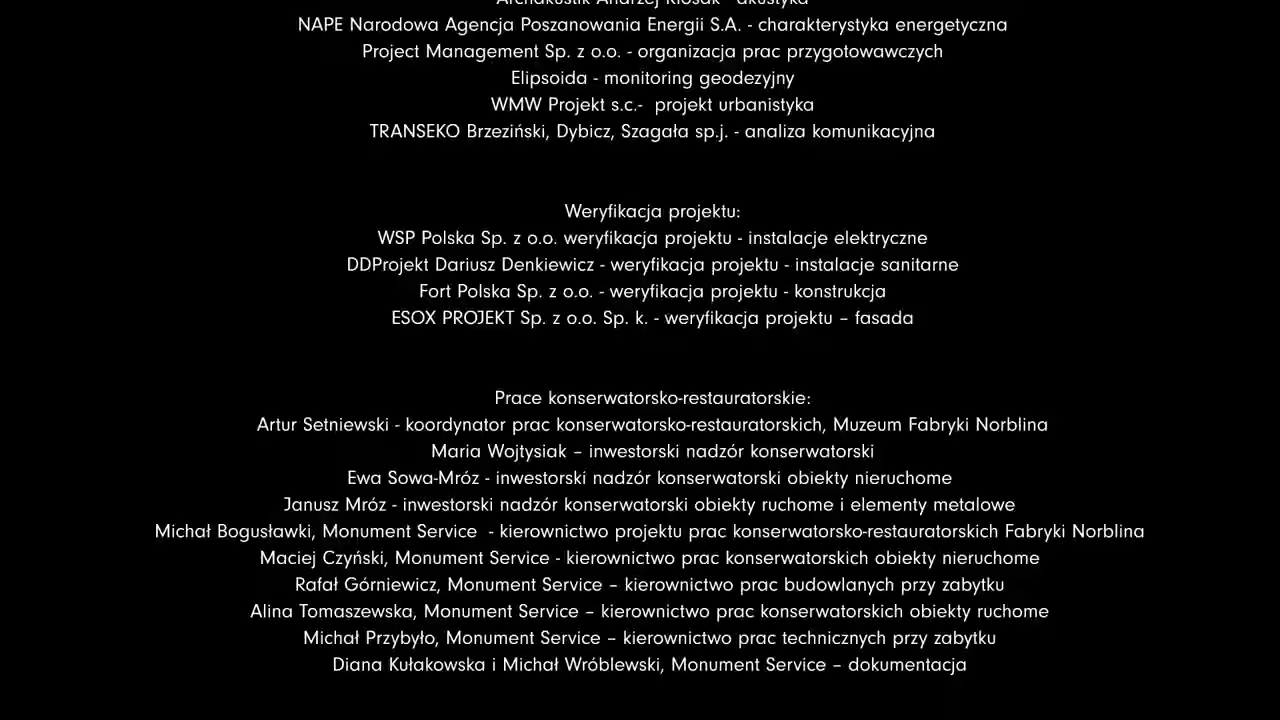 Archakustik Andrzej Kłosak - akustyka
NAPE Narodowa Agencja Poszanowania Energii S.A. - charakterystyka energetyczna
Project Management Sp. z o.o. - organizacja prac przygotowawczych
Elipsoida - monitoring geodezyjny
WMW Projekt s.c.-  projekt urbanistyka
TRANSEKO Brzeziński, Dybicz, Szagała sp.j. - analiza komunikacyjna
Weryfikacja projektu:
WSP Polska Sp. z o.o. weryfikacja projektu - instalacje elektryczne
DDProjekt Dariusz Denkiewicz - weryfikacja projektu - instalacje sanitarne
Fort Polska Sp. z o.o. - weryfikacja projektu - konstrukcja
ESOX PROJEKT Sp. z o.o. Sp. k. - weryfikacja projektu – fasada
Prace konserwatorsko-restauratorskie:
Artur Setniewski - koordynator prac konserwatorsko-restauratorskich, Muzeum Fabryki Norblina
Maria Wojtysiak – inwestorski nadzór konserwatorski
Ewa Sowa-Mróz - inwestorski nadzór konserwatorski obiekty nieruchome
Janusz Mróz - inwestorski nadzór konserwatorski obiekty ruchome i elementy metalowe
Michał Bogusławki, Monument Service  - kierownictwo projektu prac konserwatorsko-restauratorskich Fabryki Norblina
Maciej Czyński, Monument Service - kierownictwo prac konserwatorskich obiekty nieruchome
Rafał Górniewicz, Monument Service – kierownictwo prac budowlanych przy zabytku
Alina Tomaszewska, Monument Service – kierownictwo prac konserwatorskich obiekty ruchome
Michał Przybyło, Monument Service – kierownictwo prac technicznych przy zabytku
Diana Kułakowska i Michał Wróblewski, Monument Service – dokumentacja